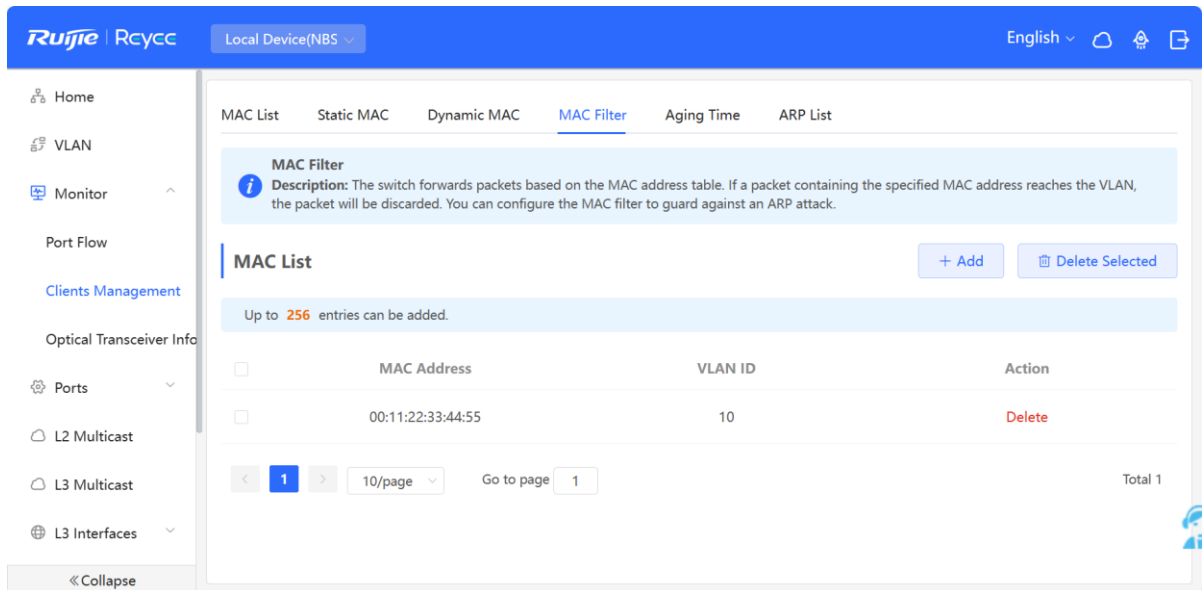 Ruijie | Rcycc
Local Device(NBS
English
Home
VLAN
Monitor
Port Flow
Clients Management
Optical Transceiver Info
Ports
L2 Multicast
L3 Multicast
L3 Interfaces
Collapse
MAC List Static MAC Dynamic MAC MAC Filter Aging Time ARP List
MAC Filter
Description: The switch forwards packets based on the MAC address table. If a packet containing the specified MAC address reaches the VLAN,
the packet will be discarded. You can configure the MAC filter to guard against an ARP attack.
MAC List
+ Add
Delete Selected
Up to 256 entries can be added.
MAC Address VLAN ID Action
00:11:22:33:44:55 10 Delete
< 1 > 10/page Go to page 1 Total 1